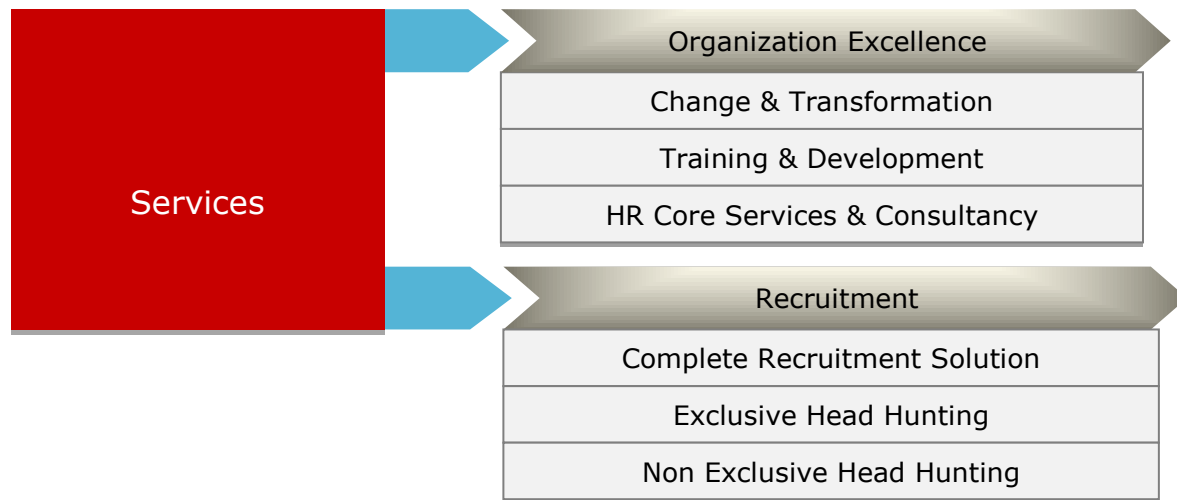 Services
Organization Excellence
Change & Transformation
Training & Development
HR Core Services & Consultancy
Recruitment
Complete Recruitment Solution
Exclusive Head Hunting
Non Exclusive Head Hunting